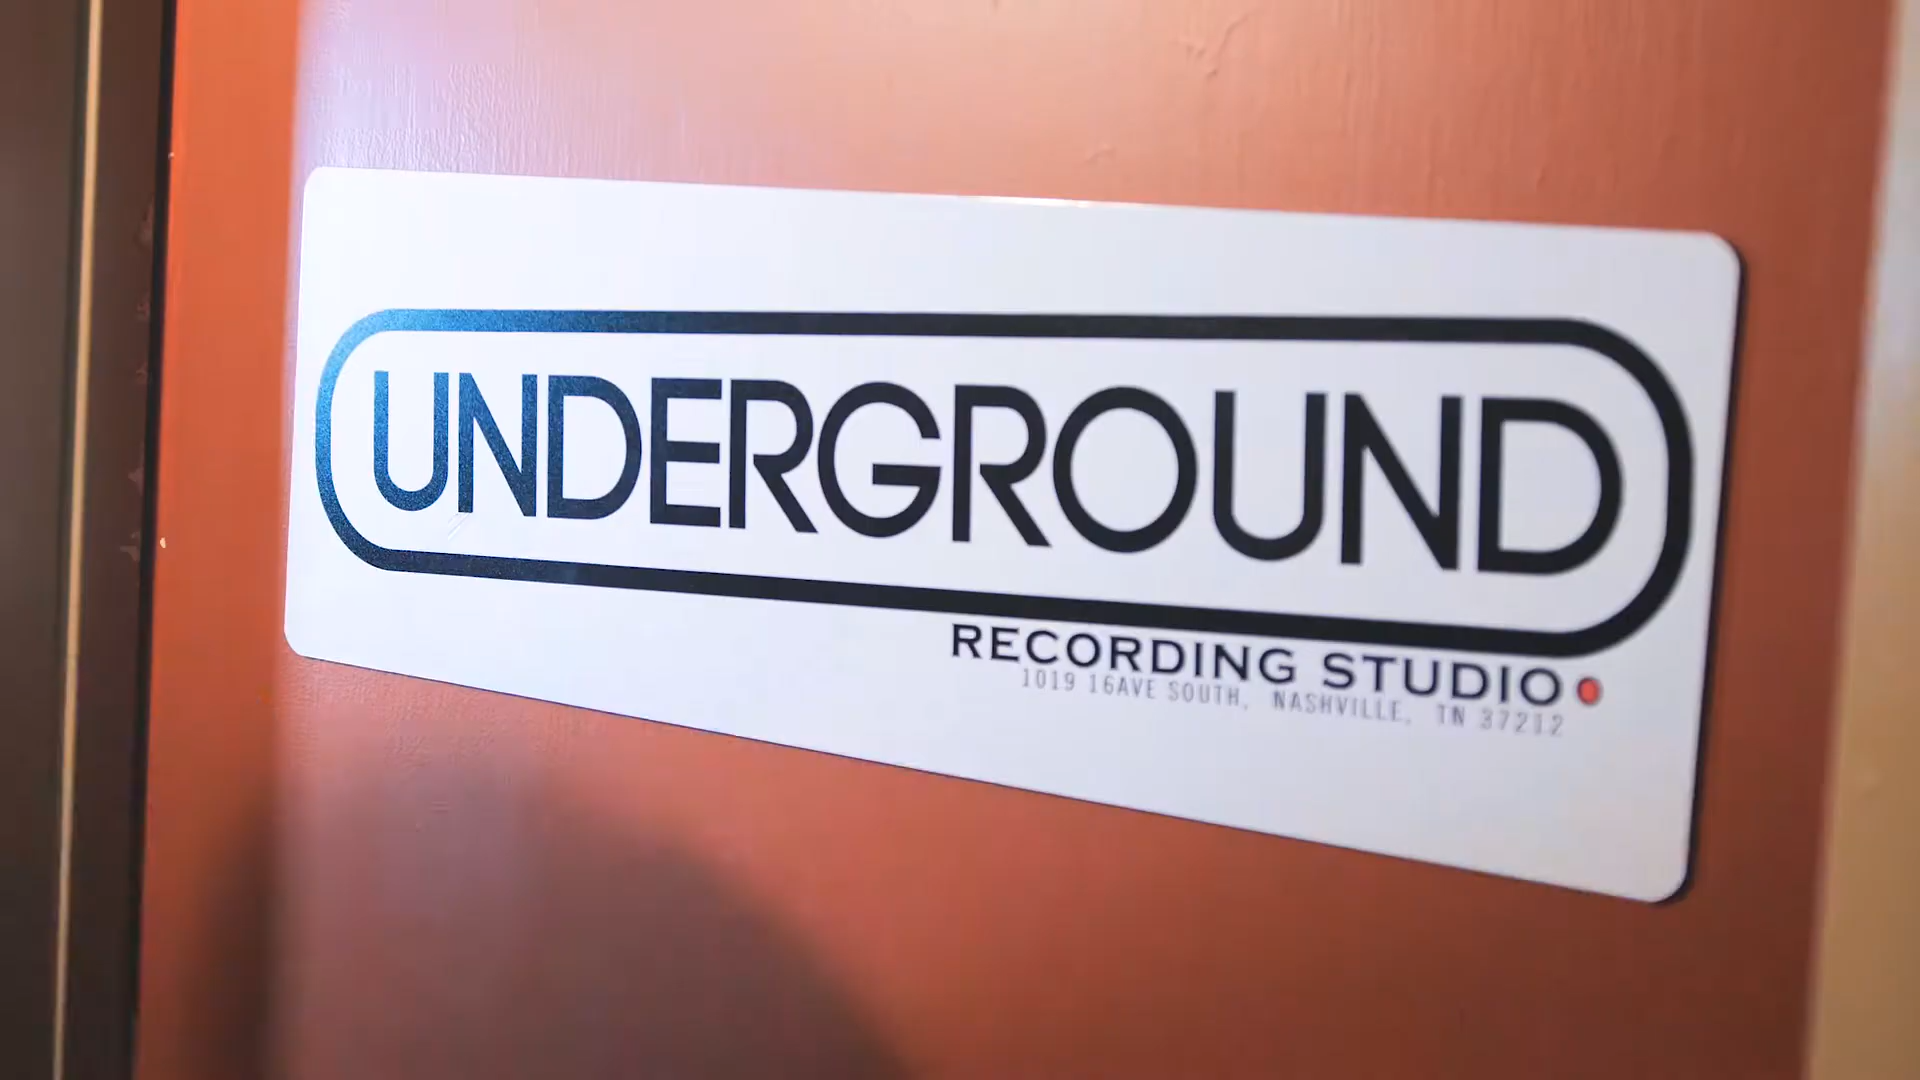 UNDERGROUND
RECORDING STUDIO
1019 16AVE SOUTH, NASHVILLE, TN 37212